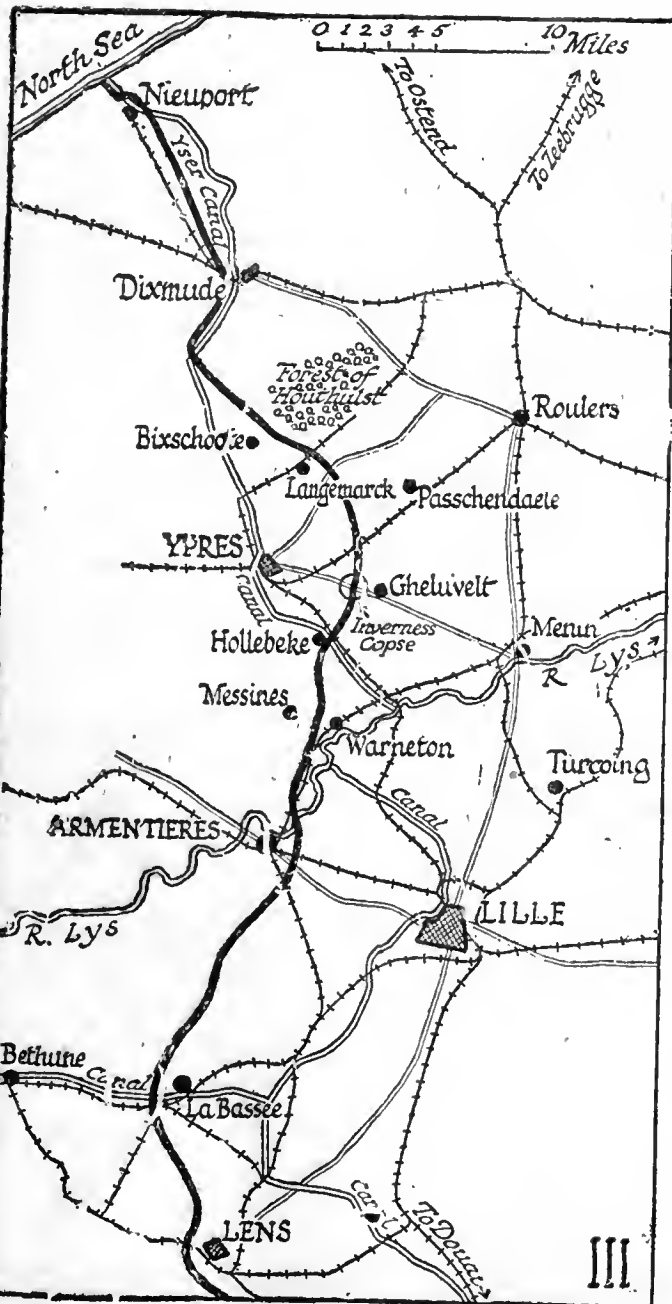 0 1 2 3 4 5 10 Miles
North Sea
Nieuport
To Ostend
To Zeebrugge
Yser Canal
Dixmude
Forest of
Houthulst
Roulers
Bixschoote
Langemarck
Passchendaele
YPRES
Canal
Gheluvelt
Inverness
Copse
Hollebeke
Menin
R Lys
Messines
Warneton
Turcoing
Canal
ARMENTIERES
LILLE
R. Lys
Bethune
Canal
La Bassée
Canal
LENS
To Douai
III